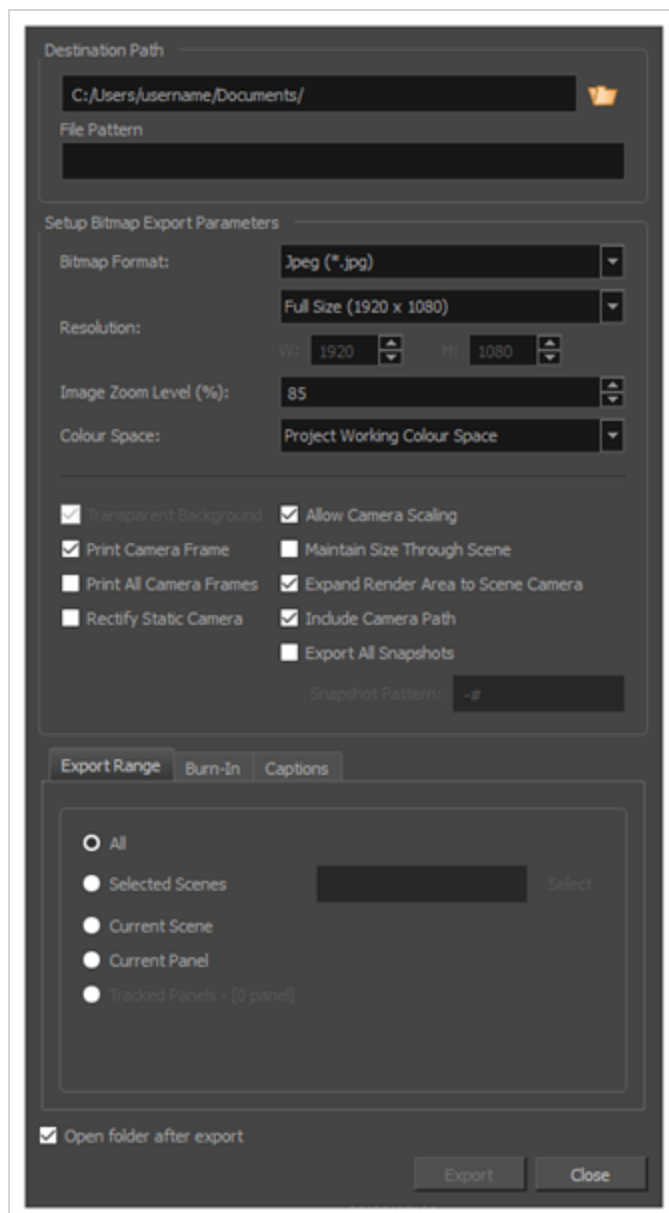 Destination Path
C:/Users/username/Documents/
File Pattern
Setup Bitmap Export Parameters
Bitmap Format: Jpeg (*.jpg)
Full Size (1920 x 1080)
Resolution:
W: 1920 H: 1080
Image Zoom Level (%): 85
Colour Space: Project Working Colour Space
Transparent Background Allow Camera Scaling
Print Camera Frame Maintain Size Through Scene
Print All Camera Frames Expand Render Area to Scene Camera
Rectify Static Camera Include Camera Path
Export All Snapshots
Snapshot Pattern: -#
Export Range Burn-In Captions
All
Selected Scenes Select
Current Scene
Current Panel
Tracked Panels - [0 panel]
Open folder after export
Export Close